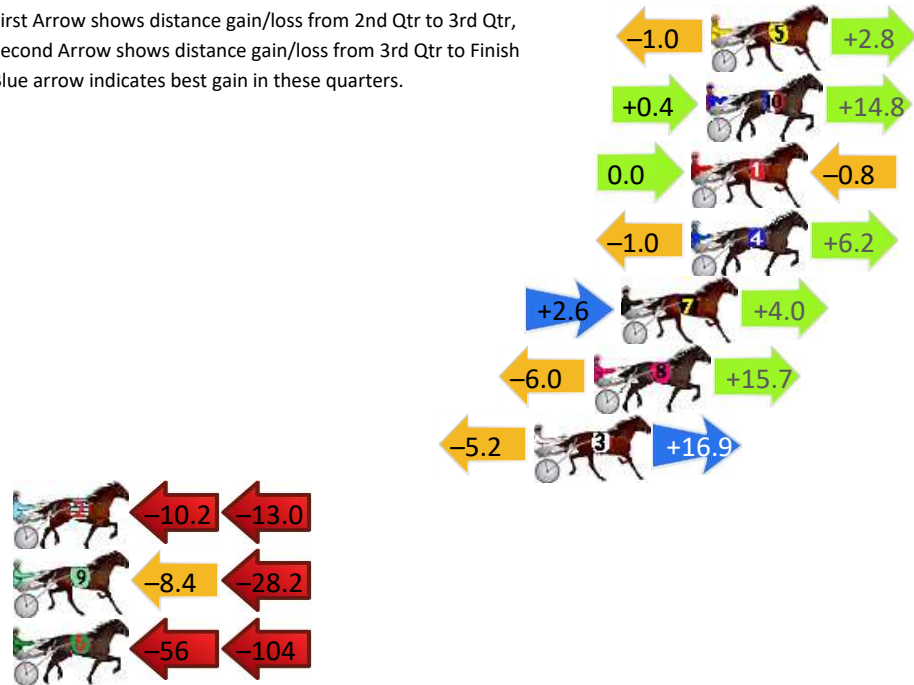 irst Arrow shows distance gain/loss from 2nd Qtr to 3rd Qtr,
econd Arrow shows distance gain/loss from 3rd Qtr to Finish
lue arrow indicates best gain in these quarters.
–1.0 5 +2.8
+0.4 10 +14.8
0.0 1 –0.8
–1.0 4 +6.2
+2.6 7 +4.0
–6.0 8 +15.7
–5.2 3 +16.9
2 –10.2 –13.0
9 –8.4 –28.2
6 –56 –104